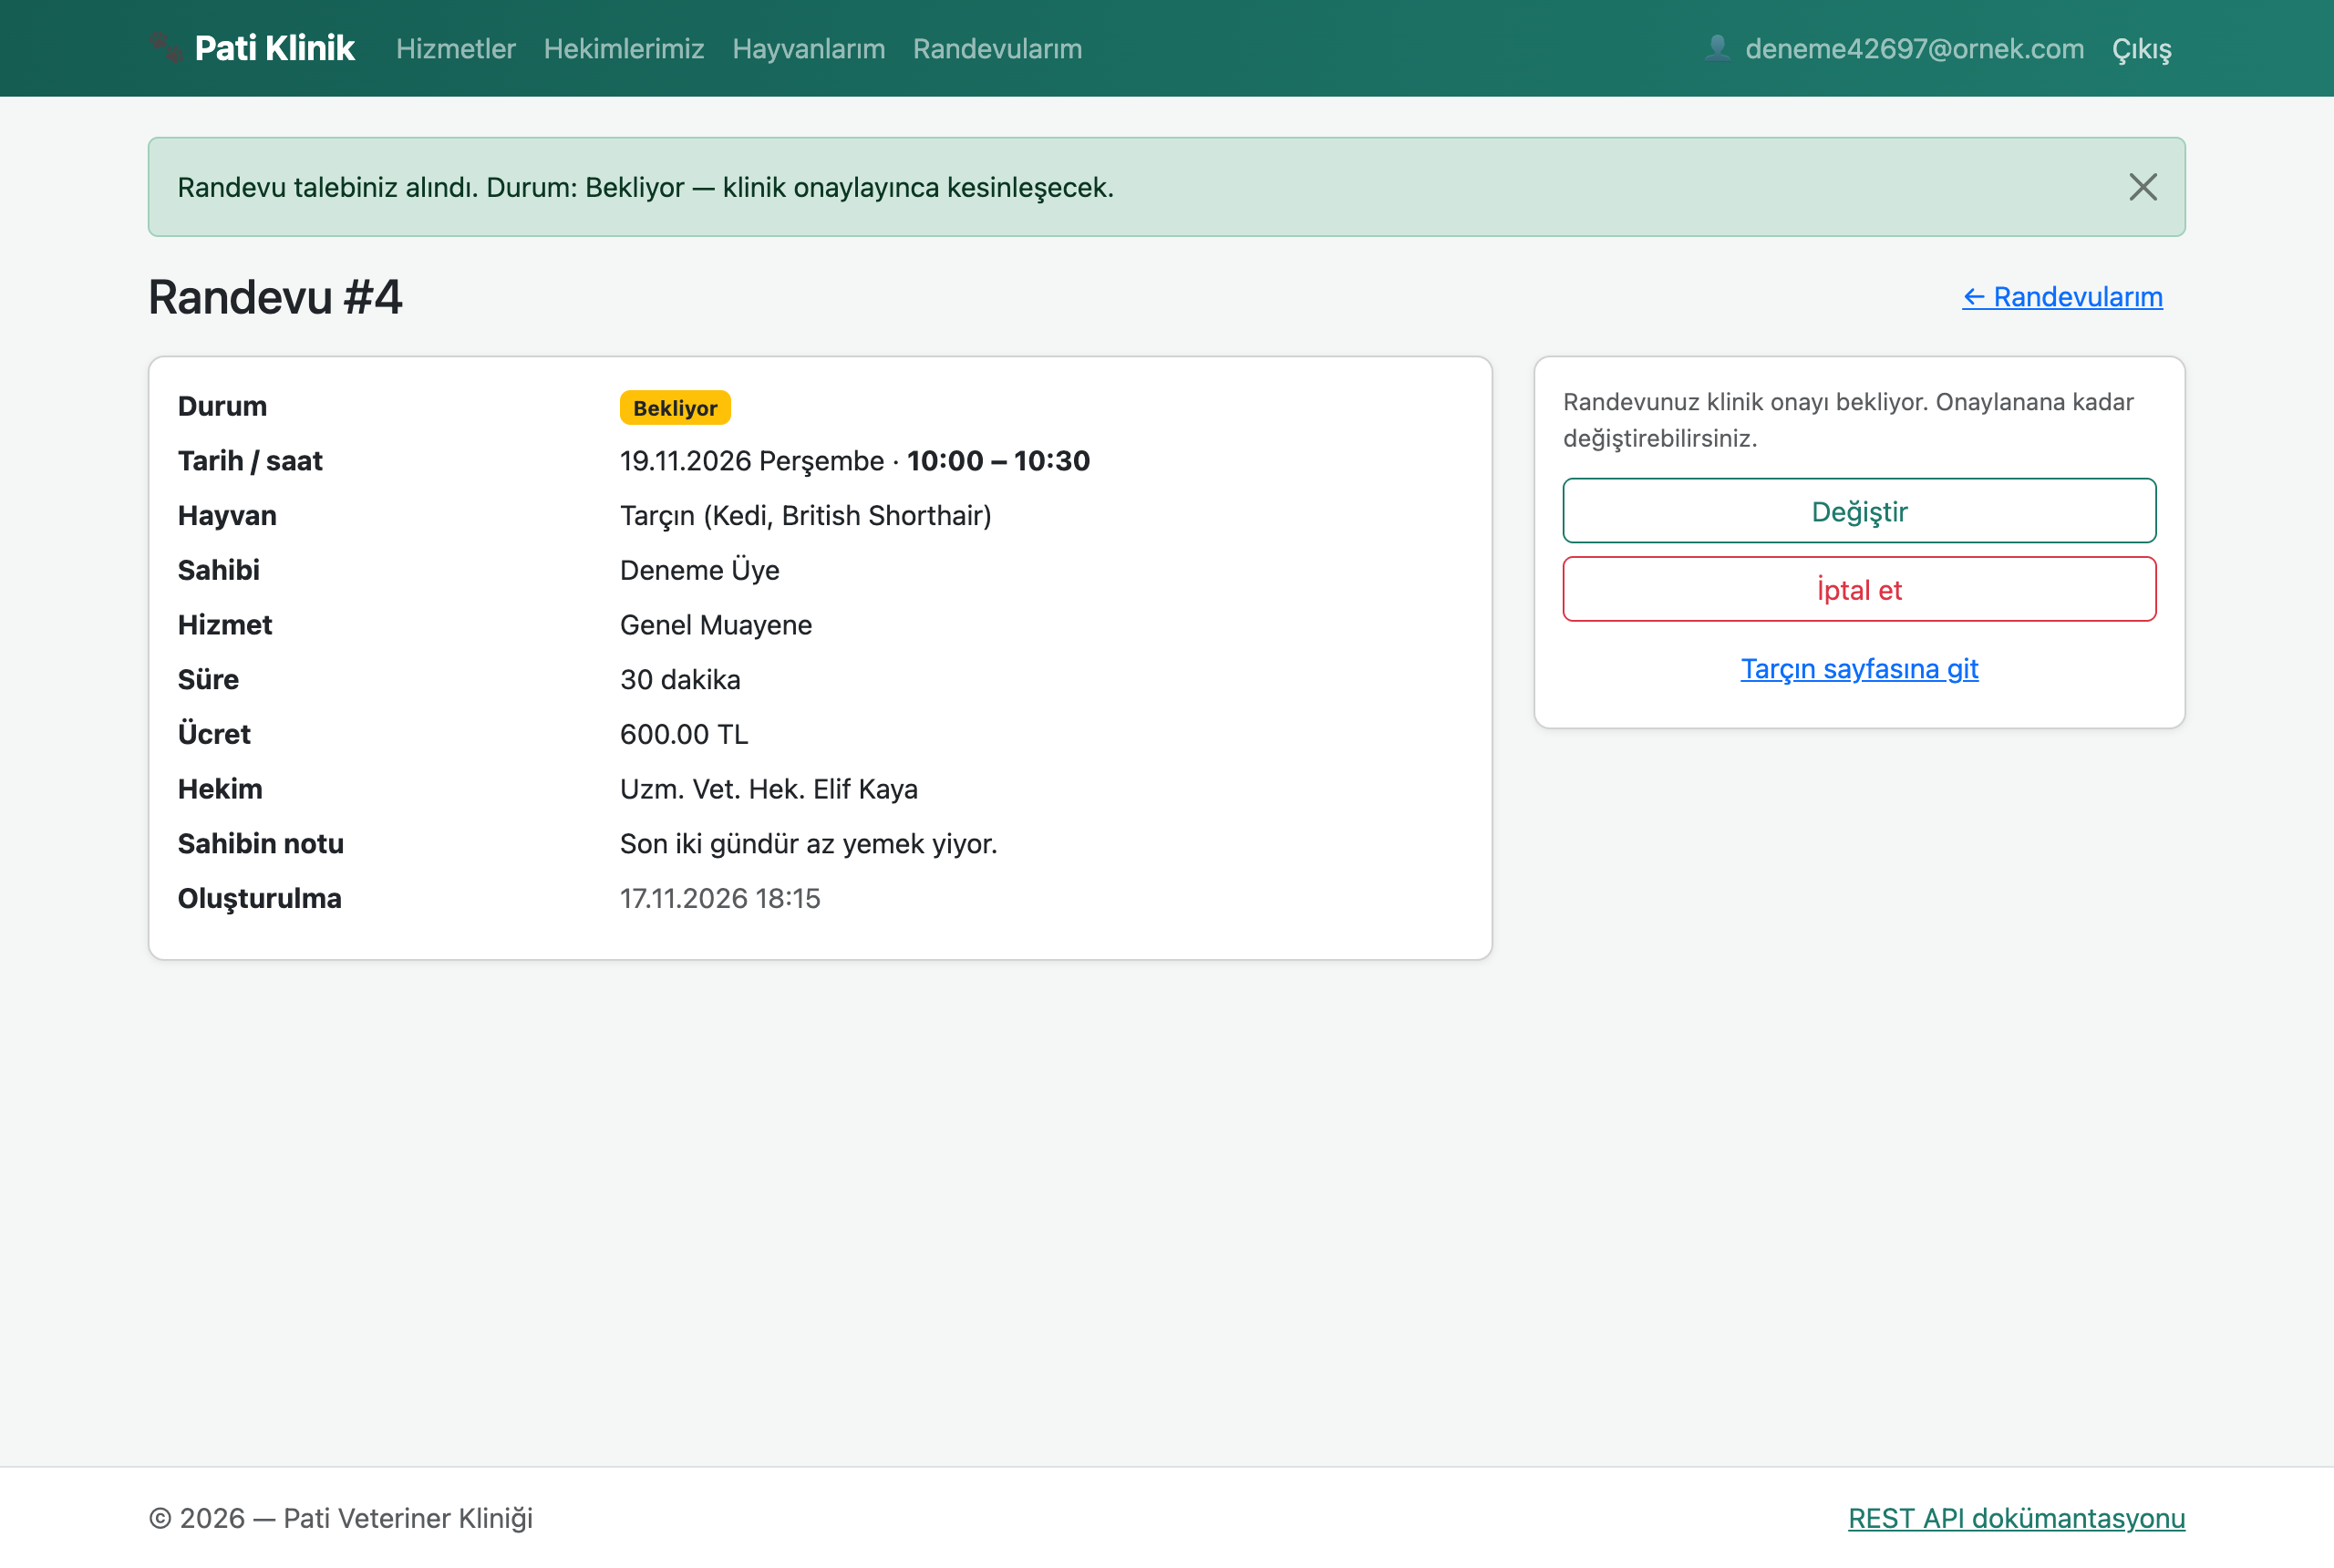 Pati Klinik Hizmetler Hekimlerimiz Hayvanlarım Randevularım deneme42697@ornek.com Çıkış
Randevu talebiniz alındı. Durum: Bekliyor — klinik onaylayınca kesinleşecek.
Randevu #4
← Randevularım
Durum Bekliyor
Tarih / saat 19.11.2026 Perşembe · 10:00 – 10:30
Hayvan Tarçın (Kedi, British Shorthair)
Sahibi Deneme Üye
Hizmet Genel Muayene
Süre 30 dakika
Ücret 600.00 TL
Hekim Uzm. Vet. Hek. Elif Kaya
Sahibin notu Son iki gündür az yemek yiyor.
Oluşturulma 17.11.2026 18:15
Randevunuz klinik onayı bekliyor. Onaylanana kadar
değiştirebilirsiniz.
Değiştir
İptal et
Tarçın sayfasına git
© 2026 — Pati Veteriner Kliniği
REST API dokümantasyonu